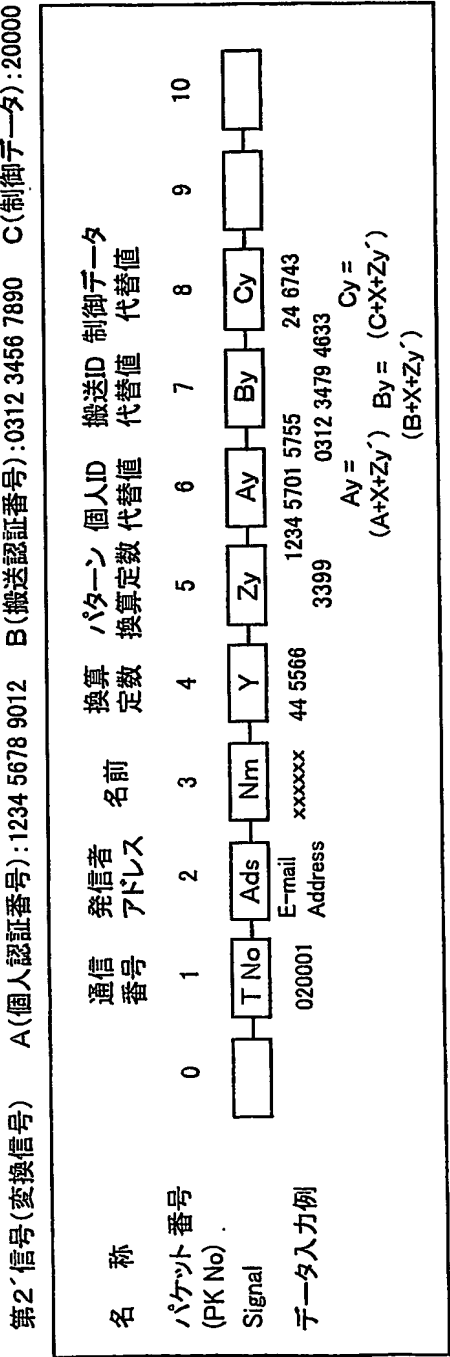 第2´信号(変換信号) A(個人認証番号):1234 5678 9012 B(搬送認証番号):0312 3456 7890 C(制御データ):20000
名 称 通信 発信者 名前 換算 パターン 個人ID 搬送ID 制御データ
番号 アドレス 定数 換算定数 代替値 代替値 代替値
パケット番号 0 1 2 3 4 5 6 7 8 9 10
(PK No)
Signal T No Ads Nm Y Zy Ay By Cy
データ入力例 020001 E-mail xxxxxx 44 5566 3399 1234 5701 5755 0312 3479 4633 24 6743
Address
Ay = By = Cy =
(A+X+Zy´) (B+X+Zy´) (C+X+Zy´)